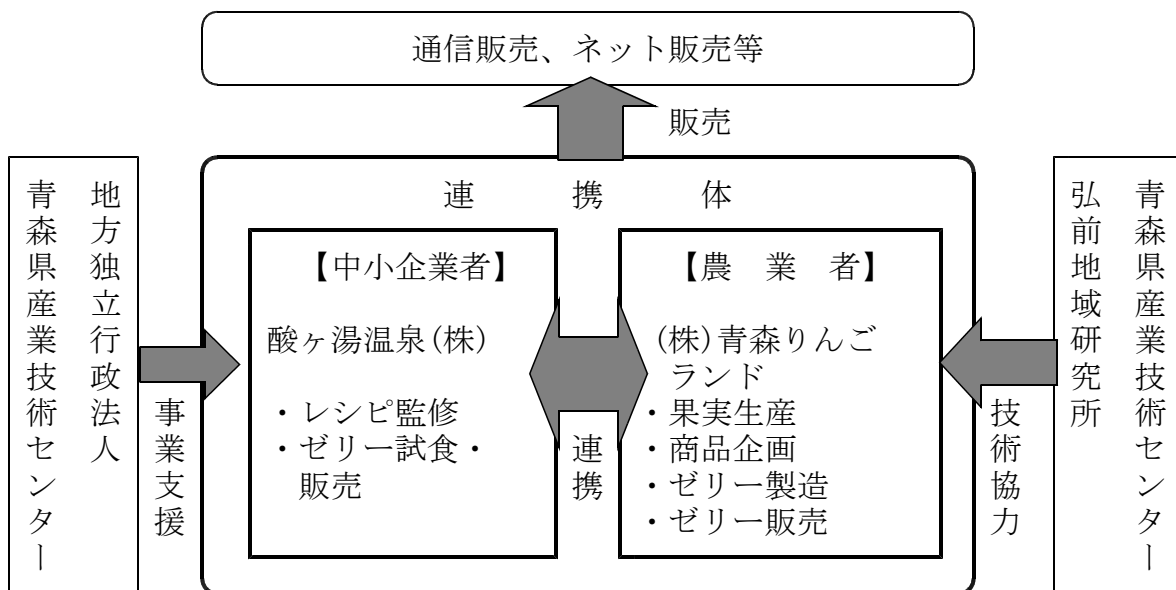 通信販売、ネット販売等
販売
地方独立行政法人
青森県産業技術センター
事業支援
連 携 体
【中小企業者】
酸ヶ湯温泉(株)
・レシピ監修
・ゼリー試食・
販売
連携
【農 業 者】
(株)青森りんご
ランド
・果実生産
・商品企画
・ゼリー製造
・ゼリー販売
技術協力
青森県産業技術センター
弘前地域研究所